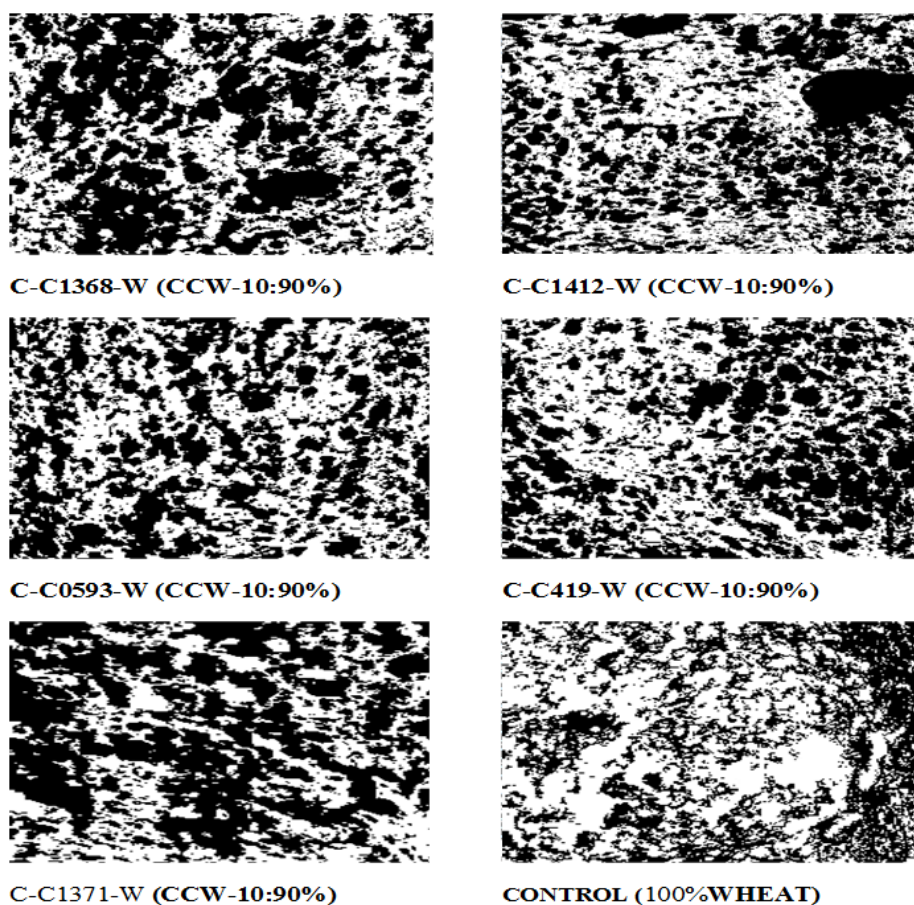 C-C1368-W (CCW-10:90%)
C-C1412-W (CCW-10:90%)
C-C0593-W (CCW-10:90%)
C-C419-W (CCW-10:90%)
C-C1371-W (CCW-10:90%)
CONTROL (100%WHEAT)